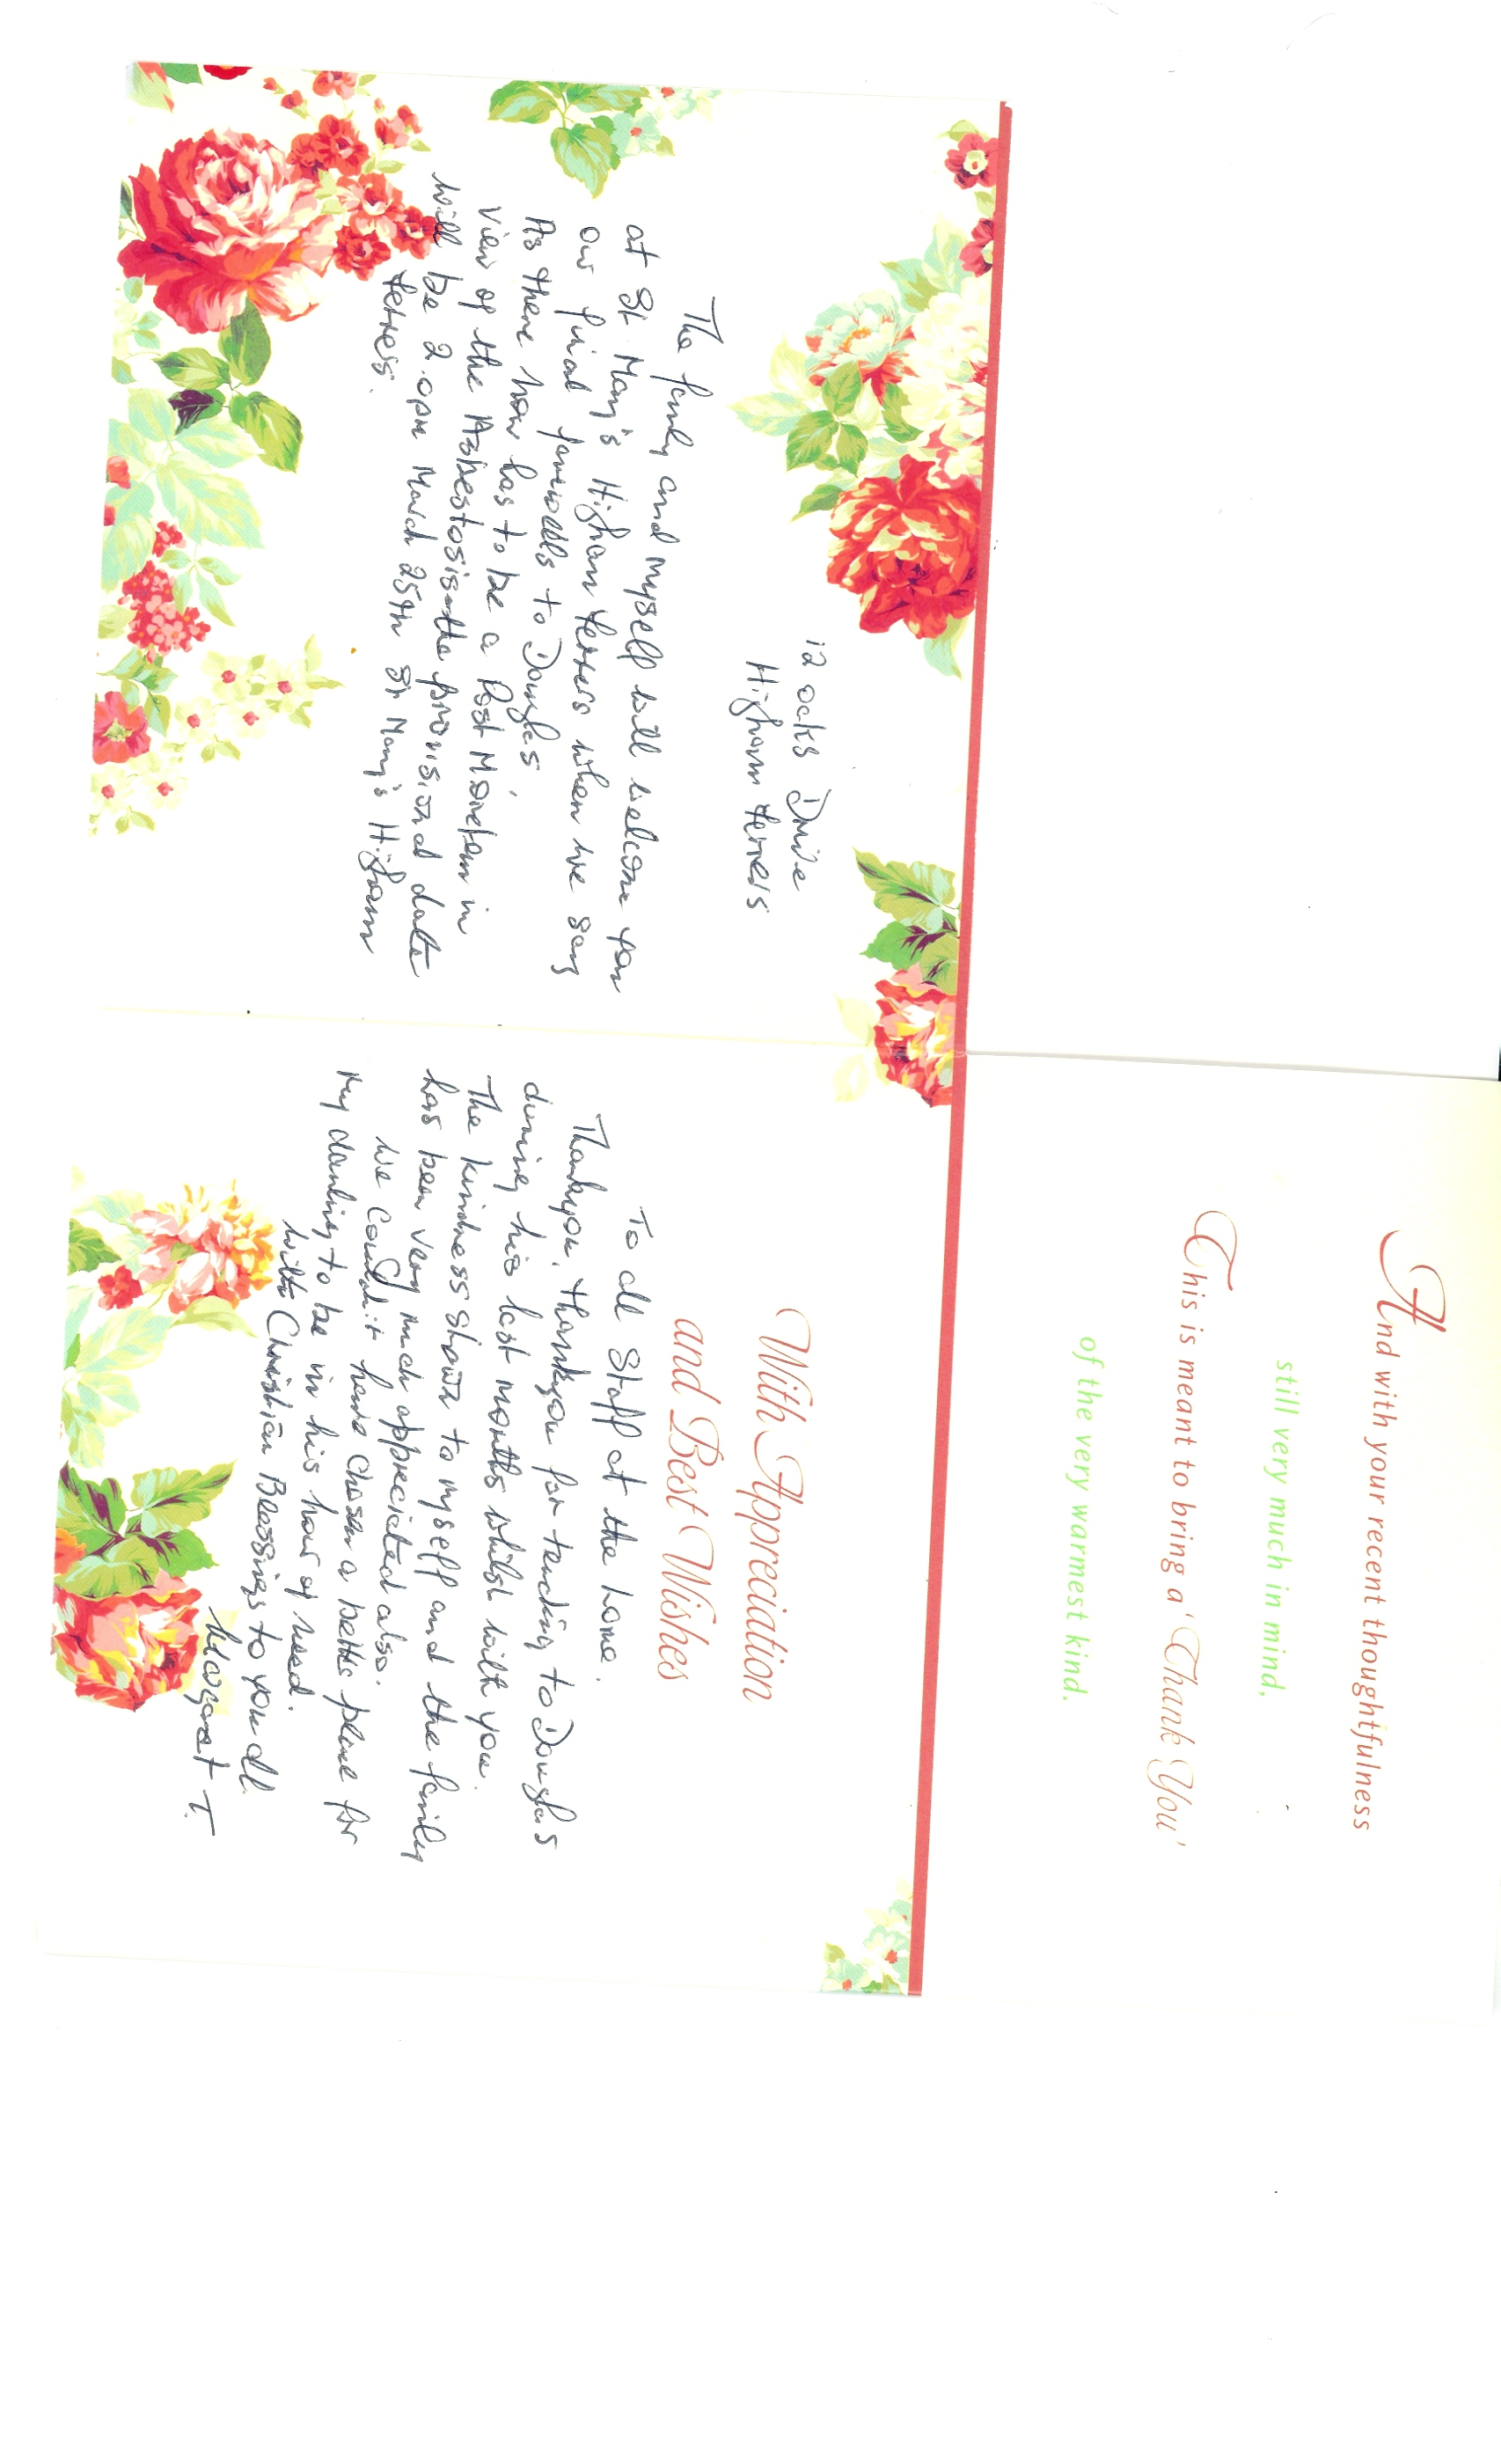 And with your recent thoughtfulness
still very much in mind,
This is meant to bring a 'Thank You'
of the very warmest kind.
12 oaks Drive
Higham Ferrers
The family and myself will welcome you
at St Mary's Higham Ferrers when we say
our final farewells to Douglas,
As there now has to be a Post Mortem in
view of the Asbestosis the provisional date
will be 2.0pm March 25th St Mary's Higham
Ferrers.
With Appreciation
and Best Wishes
To all Staff at the home.
Thankyou, thankyou for tending to Douglas
during his last months whilst with you.
The kindness shown to myself and the family
has been very much appreciated also.
We couldn't have chosen a better place for
my darling to be in his hour of need.
With Christian Blessings to you all.
Margaret T.